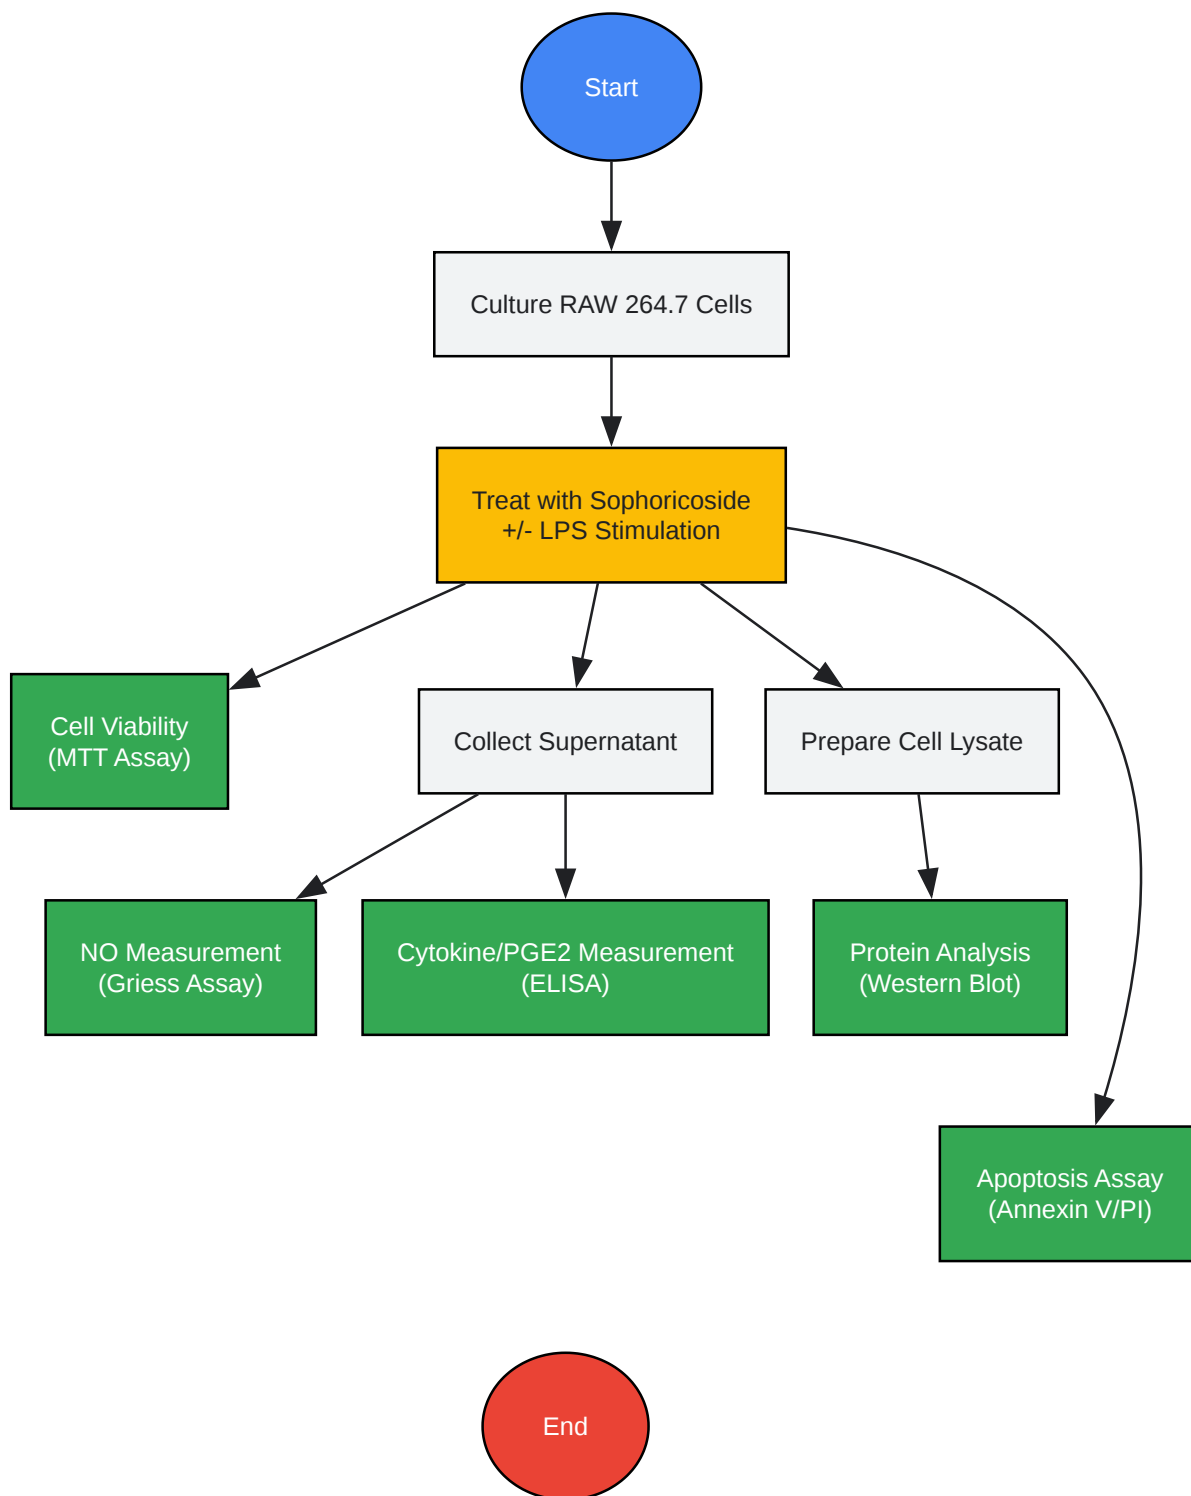 Start
Culture RAW 264.7 Cells
Treat with Sophoricoside
+/- LPS Stimulation
Cell Viability
(MTT Assay)
Collect Supernatant
Prepare Cell Lysate
NO Measurement
(Griess Assay)
Cytokine/PGE2 Measurement
(ELISA)
Protein Analysis
(Western Blot)
Apoptosis Assay
(Annexin V/PI)
End